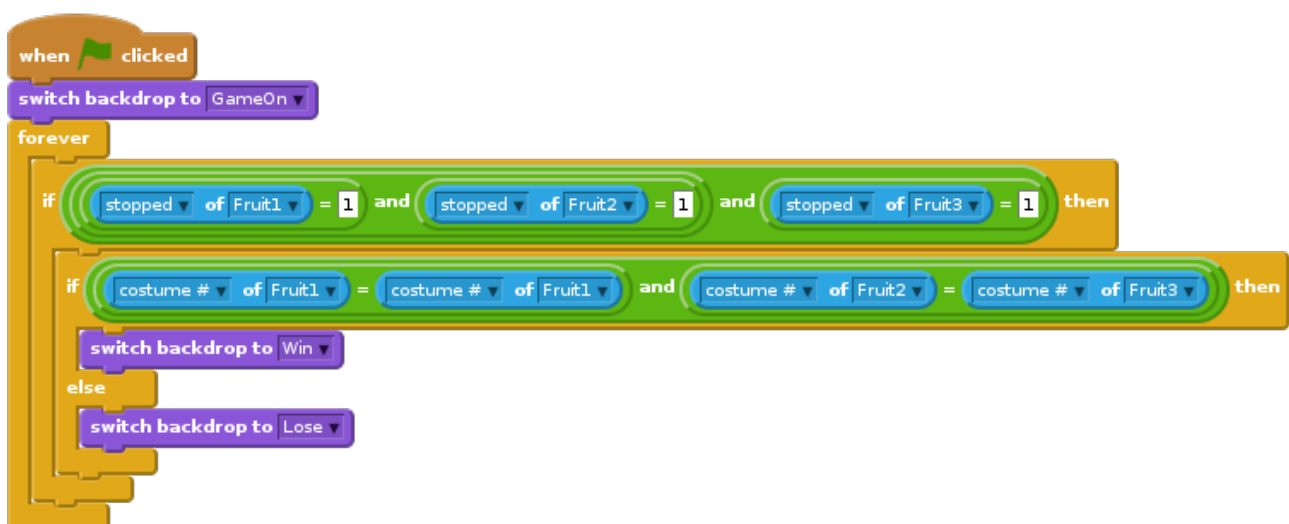 when clicked
switch backdrop to GameOn
forever
if stopped of Fruit1 = 1 and stopped of Fruit2 = 1 and stopped of Fruit3 = 1 then
if costume # of Fruit1 = costume # of Fruit1 and costume # of Fruit2 = costume # of Fruit3 then
switch backdrop to Win
else
switch backdrop to Lose